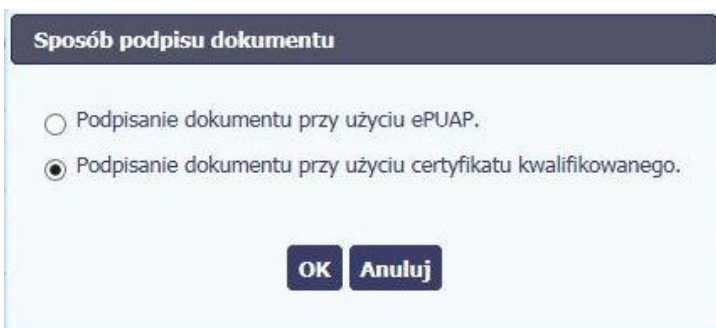 Sposób podpisu dokumentu
Podpisanie dokumentu przy użyciu ePUAP.
Podpisanie dokumentu przy użyciu certyfikatu kwalifikowanego.
OK Anuluj